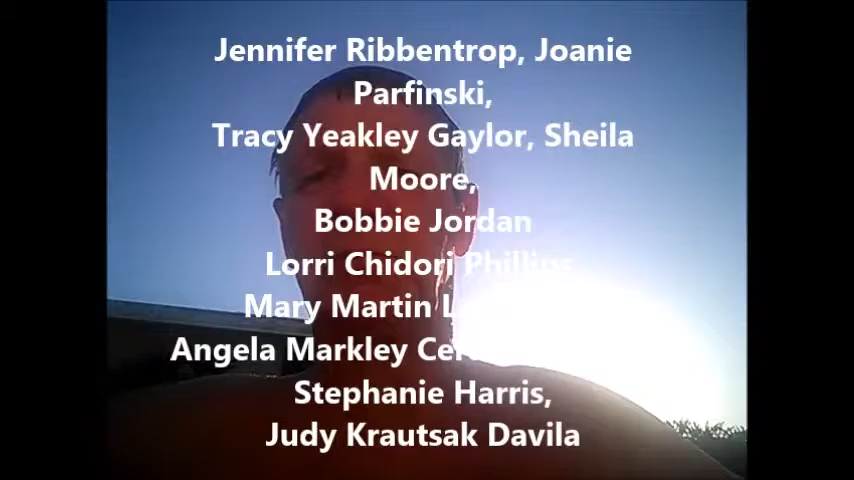 Jennifer Ribbentrop, Joanie
Parfinski,
Tracy Yeakley Gaylor, Sheila
Moore,
Bobbie Jordan
Lorri Chidori Phillips
Mary Martin
Angela Markley
Stephanie Harris,
Judy Krautsak Davila